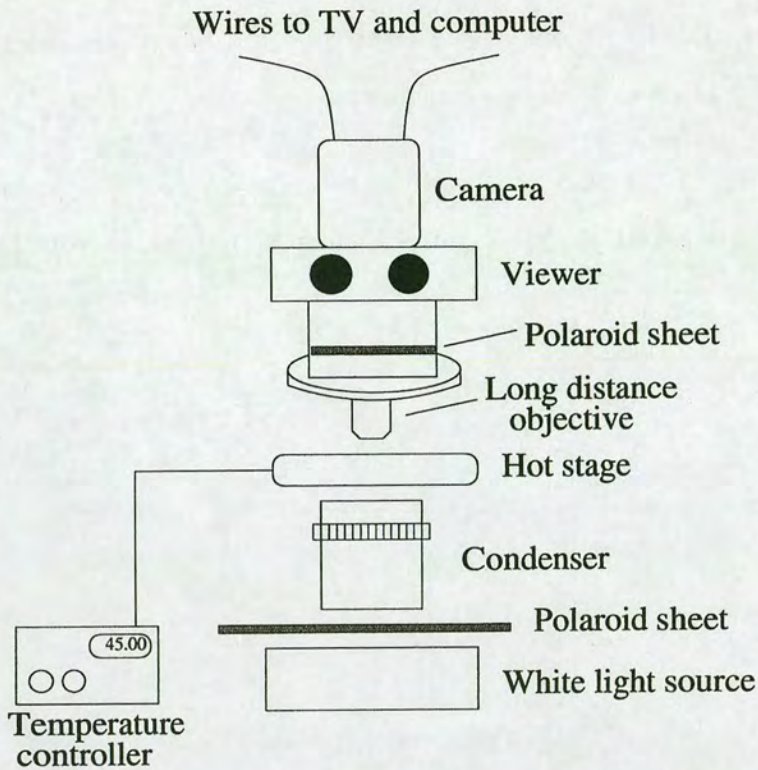 Wires to TV and computer
Camera
Viewer
Polaroid sheet
Long distance
objective
Hot stage
Condenser
Polaroid sheet
45.00
White light source
Temperature
controller